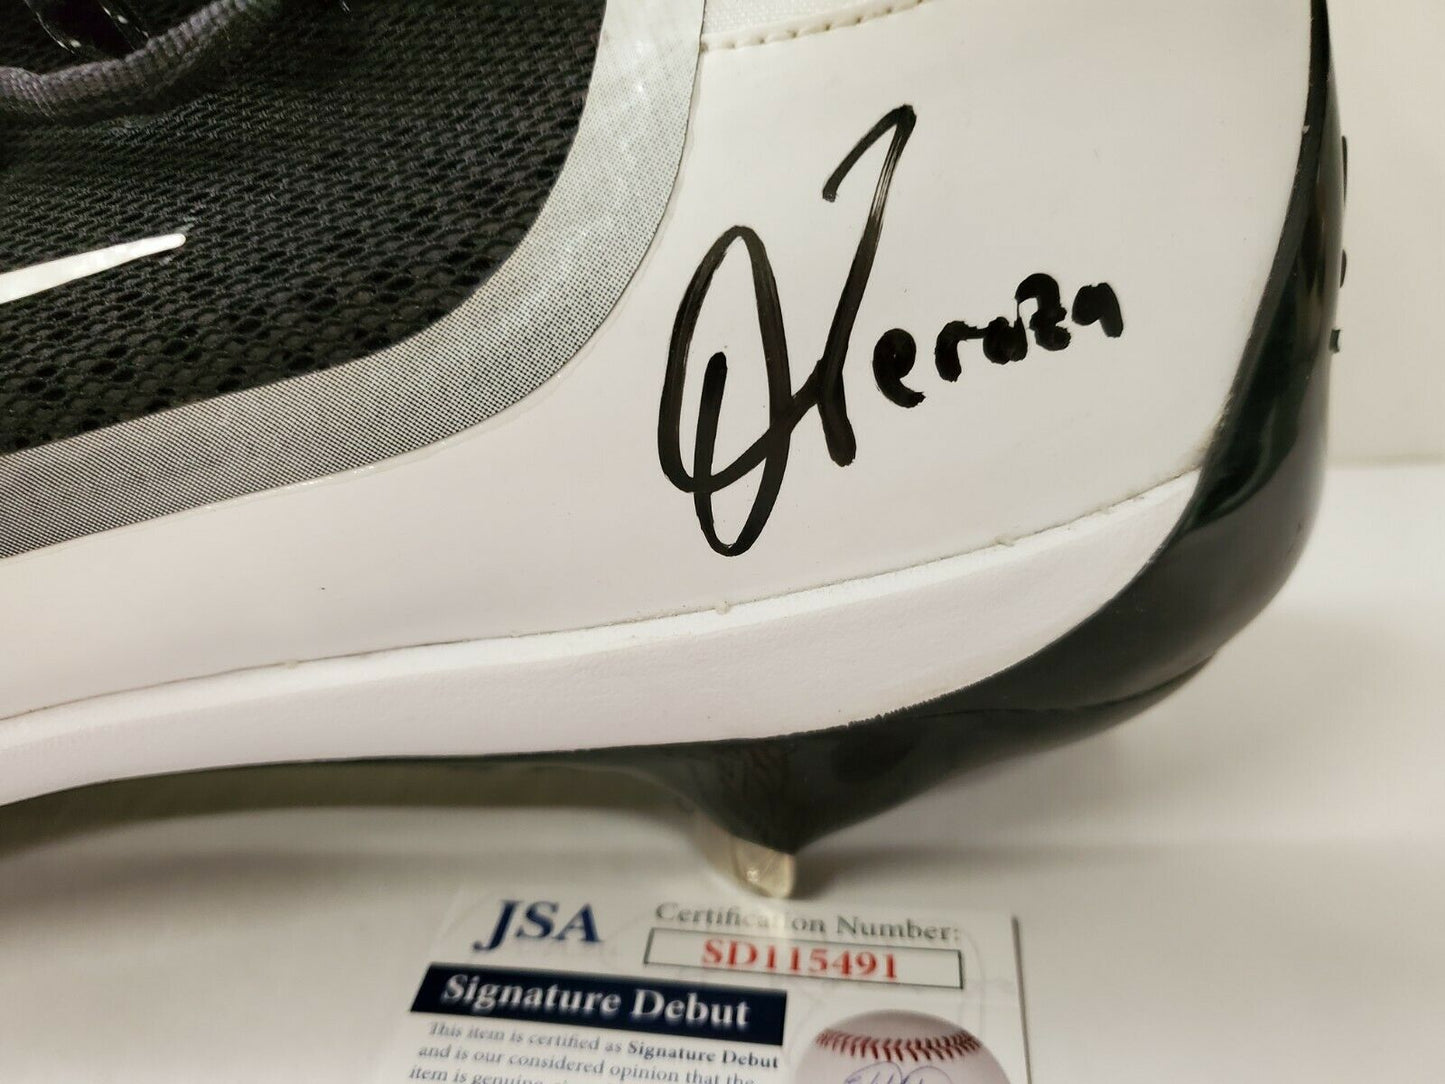 O Peraza
JSA
Certification Number:
SD115491
Signature Debut
This item is certified as Signature Debut
and is our considered opinion that the
item is genuine